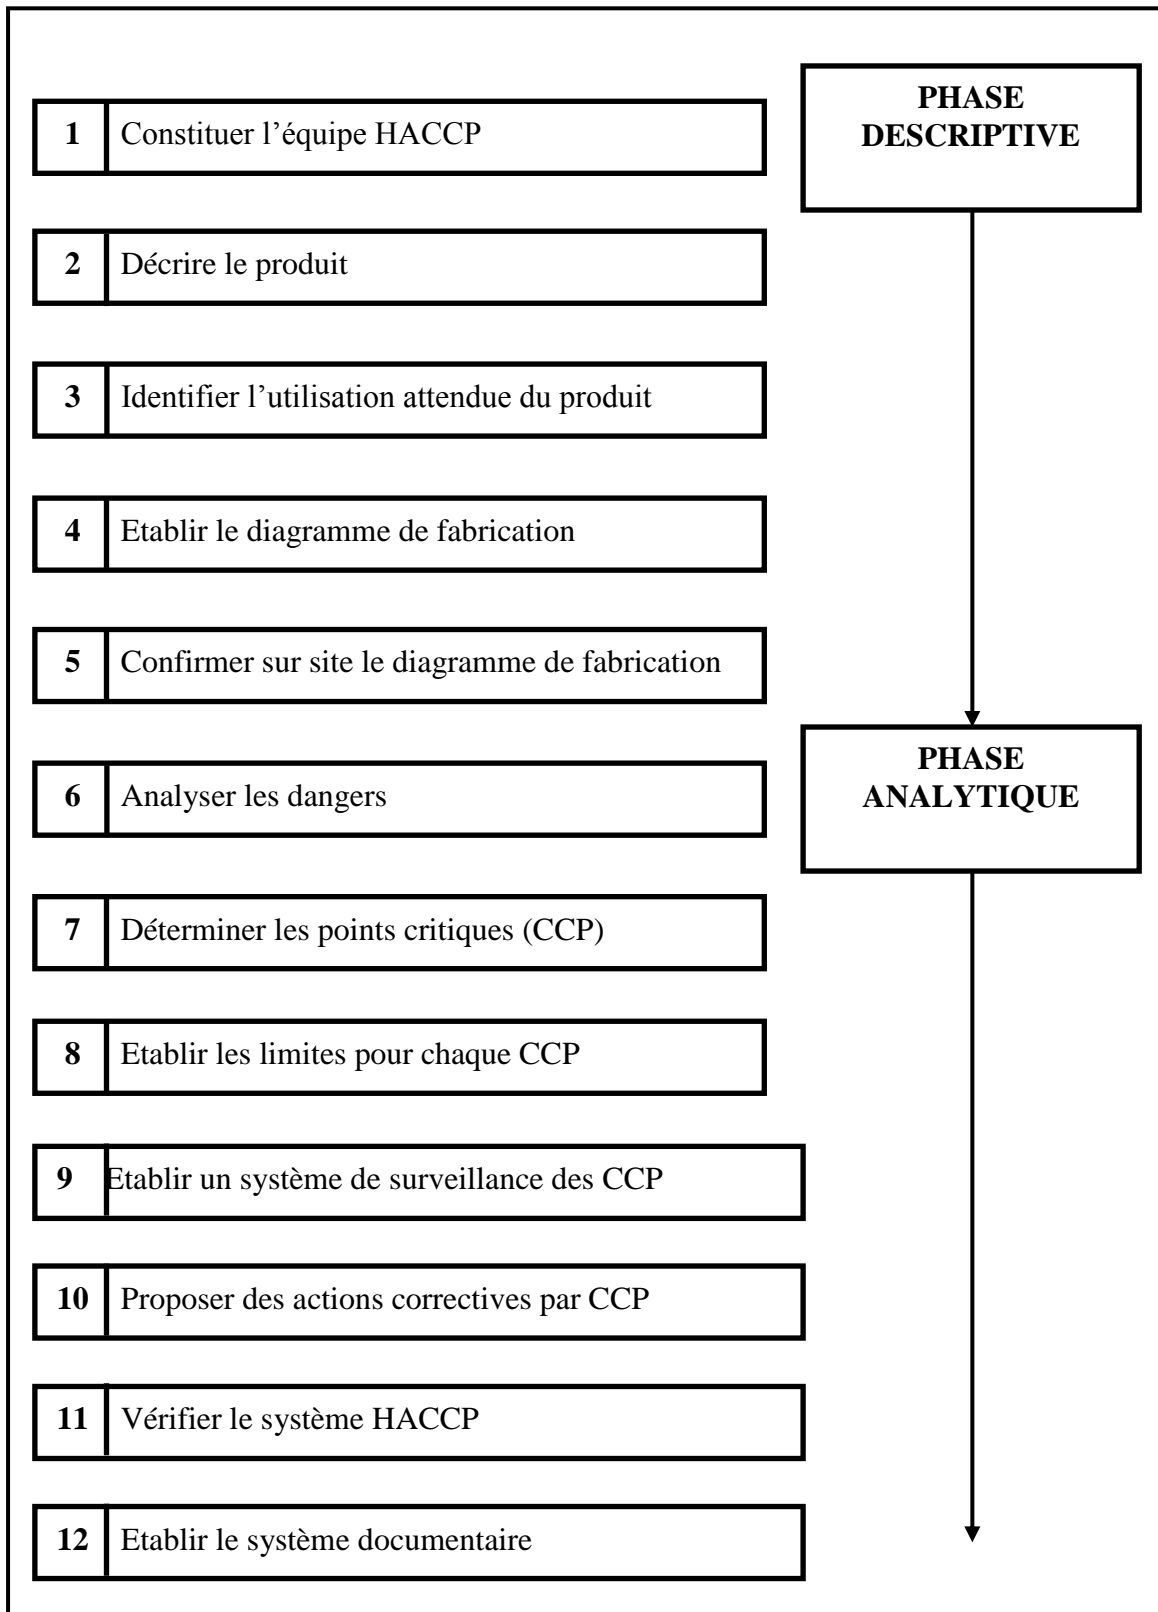 PHASE
DESCRIPTIVE
1 Constituer l’équipe HACCP
2 Décrire le produit
3 Identifier l’utilisation attendue du produit
4 Etablir le diagramme de fabrication
5 Confirmer sur site le diagramme de fabrication
PHASE
ANALYTIQUE
6 Analyser les dangers
7 Déterminer les points critiques (CCP)
8 Etablir les limites pour chaque CCP
9 Etablir un système de surveillance des CCP
10 Proposer des actions correctives par CCP
11 Vérifier le système HACCP
12 Etablir le système documentaire